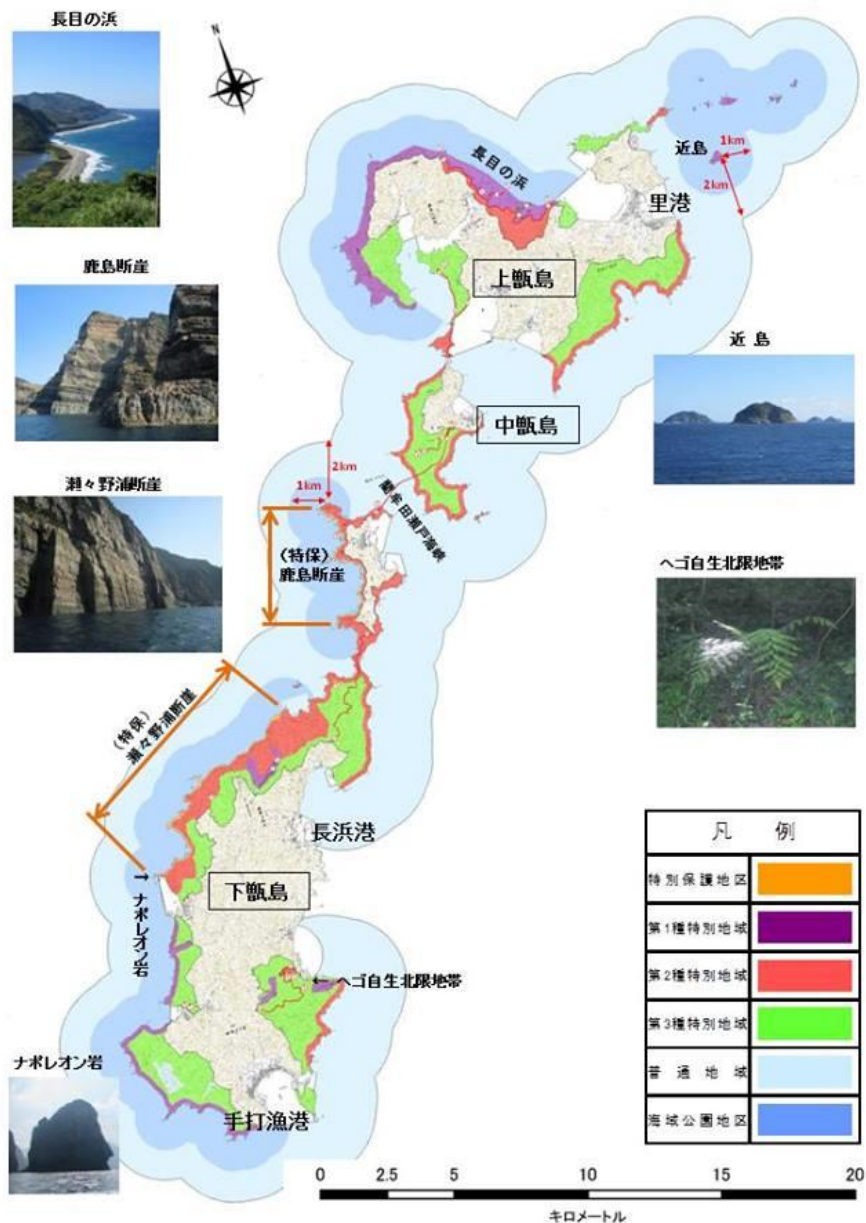 長目の浜
N
近島
1km
2km
長目の浜
里港
鹿島断崖
上甑島
近 島
中甑島
2km
1km
藺牟田瀬戸海峡
瀬々野浦断崖
(特保)
鹿島断崖
ヘゴ自生北限地帯
(特保)
瀬々野浦断崖
長浜港
下甑島
↑ナポレオン岩
←ヘゴ自生北限地帯
ナポレオン岩
手打漁港
凡 例
特別保護地区
第1種特別地域
第2種特別地域
第3種特別地域
普 通 地 域
海域公園地区
0 2.5 5 10 15 20
キロメートル